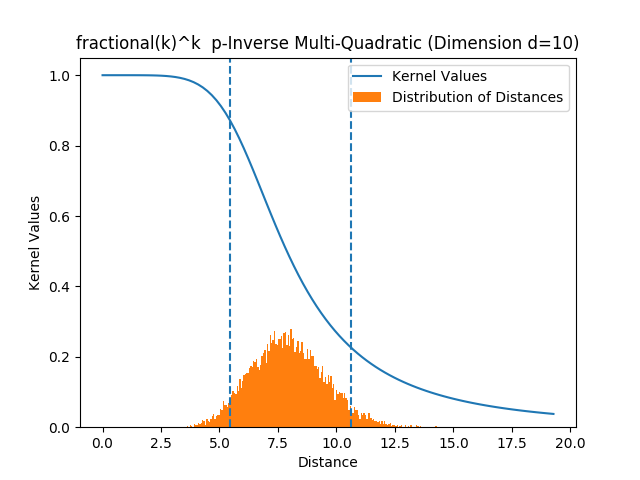 fractional(k)^k  p-Inverse Multi-Quadratic (Dimension d=10)
Kernel Values
Distribution of Distances
Kernel Values
1.0
0.8
0.6
0.4
0.2
0.0
0.0 2.5 5.0 7.5 10.0 12.5 15.0 17.5 20.0
Distance